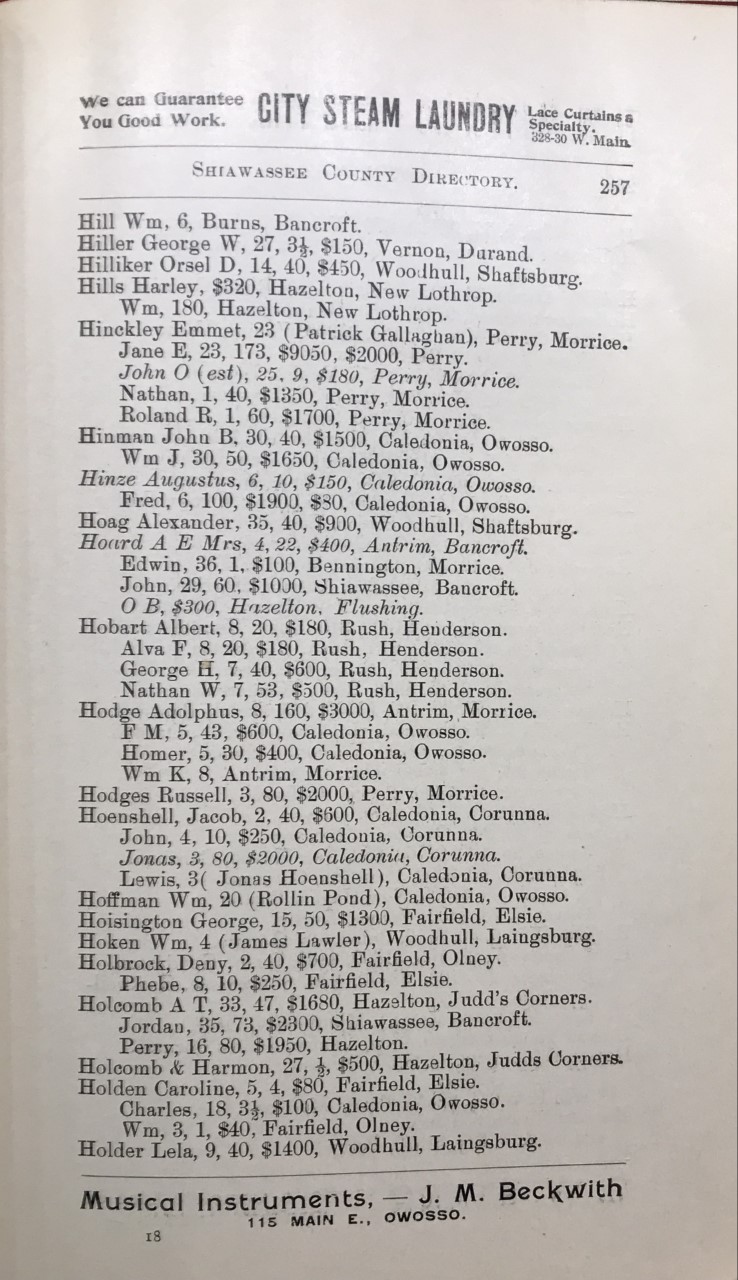 We can Guarantee
You Good Work.
CITY STEAM LAUNDRY
Lace Curtains a
Specialty.
328-30 W. Main.
SHIAWASSEE COUNTY DIRECTORY.
257
Hill Wm, 6, Burns, Bancroft.
Hiller George W, 27, 3½, $150, Vernon, Durand.
Hilliker Orsel D, 14, 40, $450, Woodhull, Shaftsburg.
Hills Harley, $320, Hazelton, New Lothrop.
Wm, 180, Hazelton, New Lothrop.
Hinckley Emmet, 23 (Patrick Gallaghan), Perry, Morrice.
Jane E, 23, 173, $9050, $2000, Perry.
John O (est), 25, 9, $180, Perry, Morrice.
Nathan, 1, 40, $1350, Perry, Morrice.
Roland R, 1, 60, $1700, Perry, Morrice.
Hinman John B, 30, 40, $1500, Caledonia, Owosso.
Wm J, 30, 50, $1650, Caledonia, Owosso.
Hinze Augustus, 6, 10, $150, Caledonia, Owosso.
Fred, 6, 100, $1900, $80, Caledonia, Owosso.
Hoag Alexander, 35, 40, $900, Woodhull, Shaftsburg.
Hoard A E Mrs, 4, 22, $400, Antrim, Bancroft.
Edwin, 36, 1, $100, Bennington, Morrice.
John, 29, 60, $1000, Shiawassee, Bancroft.
O B, $300, Hazelton, Flushing.
Hobart Albert, 8, 20, $180, Rush, Henderson.
Alva F, 8, 20, $180, Rush, Henderson.
George H, 7, 40, $600, Rush, Henderson.
Nathan W, 7, 53, $500, Rush, Henderson.
Hodge Adolphus, 8, 160, $3000, Antrim, Morrice.
F M, 5, 43, $600, Caledonia, Owosso.
Homer, 5, 30, $400, Caledonia, Owosso.
Wm K, 8, Antrim, Morrice.
Hodges Russell, 3, 80, $2000, Perry, Morrice.
Hoenshell, Jacob, 2, 40, $600, Caledonia, Corunna.
John, 4, 10, $250, Caledonia, Corunna.
Jonas, 3, 80, $2000, Caledonia, Corunna.
Lewis, 3( Jonas Hoenshell), Caledonia, Corunna.
Hoffman Wm, 20 (Rollin Pond), Caledonia, Owosso.
Hoisington George, 15, 50, $1300, Fairfield, Elsie.
Hoken Wm, 4 (James Lawler), Woodhull, Laingsburg.
Holbrock, Deny, 2, 40, $700, Fairfield, Olney.
Phebe, 8, 10, $250, Fairfield, Elsie.
Holcomb A T, 33, 47, $1680, Hazelton, Judd's Corners.
Jordan, 35, 73, $2300, Shiawassee, Bancroft.
Perry, 16, 80, $1950, Hazelton.
Holcomb & Harmon, 27, ½, $500, Hazelton, Judds Corners.
Holden Caroline, 5, 4, $80, Fairfield, Elsie.
Charles, 18, 3½, $100, Caledonia, Owosso.
Wm, 3, 1, $40, Fairfield, Olney.
Holder Lela, 9, 40, $1400, Woodhull, Laingsburg.
Musical Instruments, — J. M. Beckwith
115 MAIN E., OWOSSO.
18